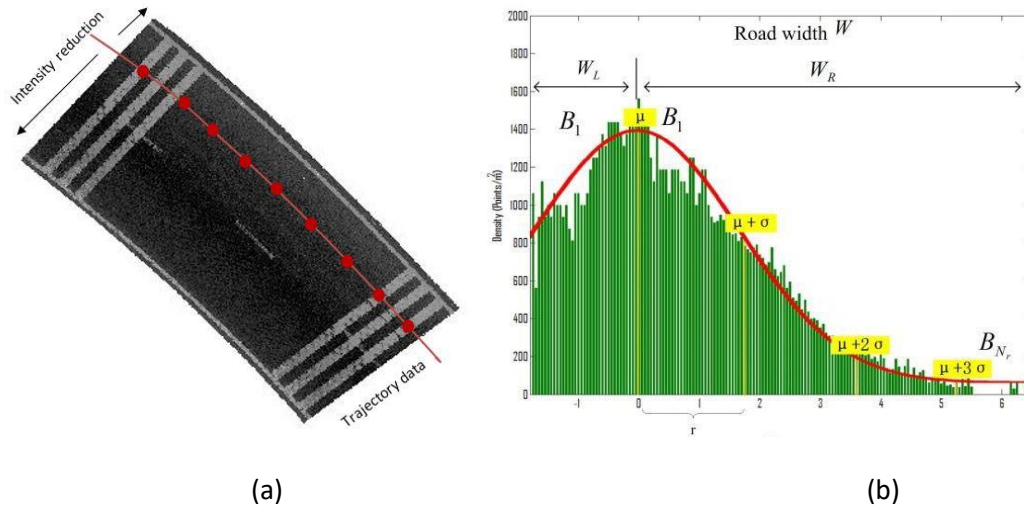 Intensity reduction
Trajectory data
(a)
2000
1800
1600
1400
1200
1000
800
600
400
200
0
Density (Points/m²)
Road width W
W_L
W_R
B_1
μ
B_1
μ + σ
μ +2 σ
μ +3 σ
B_{N_r}
-1
0
1
2
3
4
5
6
r
(b)